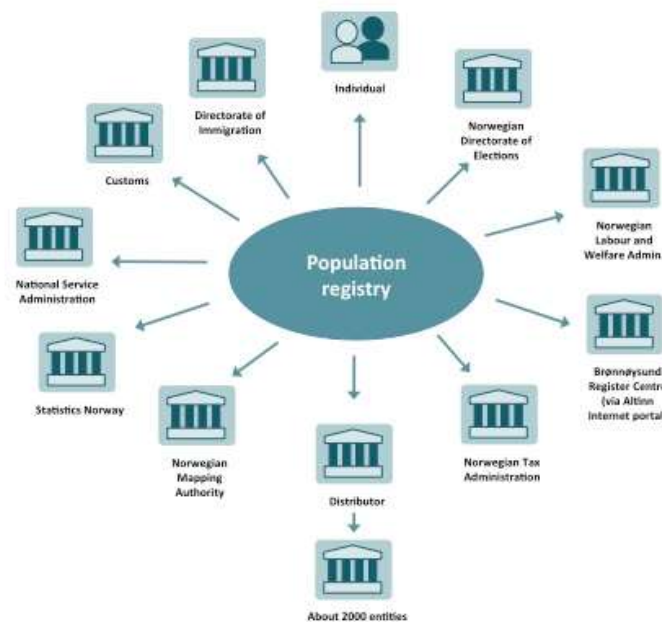 Individual
Directorate of
Immigration
Norwegian
Directorate of
Elections
Customs
Norwegian
Labour and
Welfare Admin
Population
registry
National Service
Administration
Brønnøysund
Register Centr
(via Altinn
Internet portal
Statistics Norway
Norwegian
Mapping
Authority
Distributor
Norwegian Tax
Administration
About 2000 entities